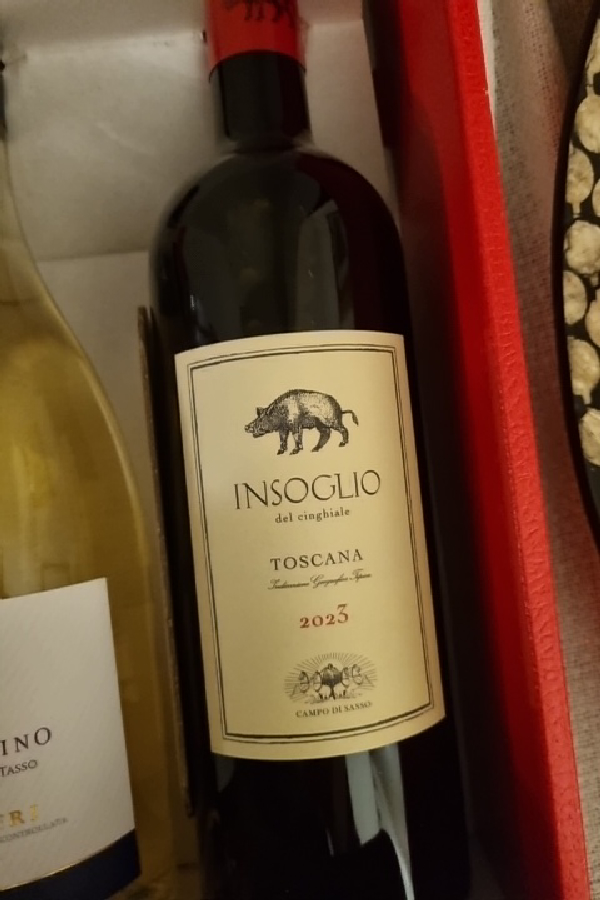 INSOGLIO
del cinghiale
TOSCANA
Indicazione Geografica Tipica
2023
CAMPO DI SASSO
INO
TASSO